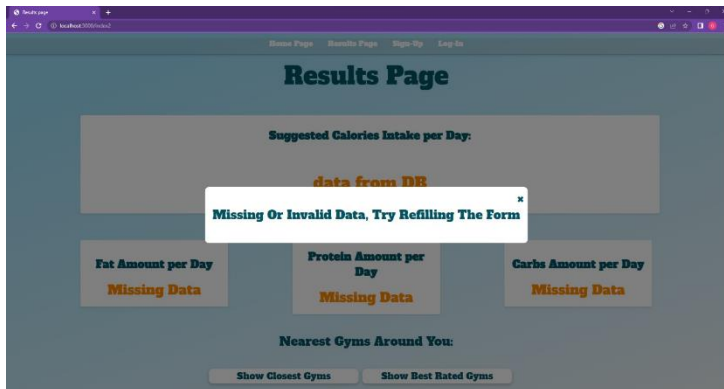 Results page
localhost:3000/index2
Home Page Results Page Sign-Up Log-In
Results Page
Suggested Calories Intake per Day:
data from DB
×
Missing Or Invalid Data, Try Refilling The Form
Fat Amount per Day
Missing Data
Protein Amount per
Day
Missing Data
Carbs Amount per Day
Missing Data
Nearest Gyms Around You:
Show Closest Gyms Show Best Rated Gyms